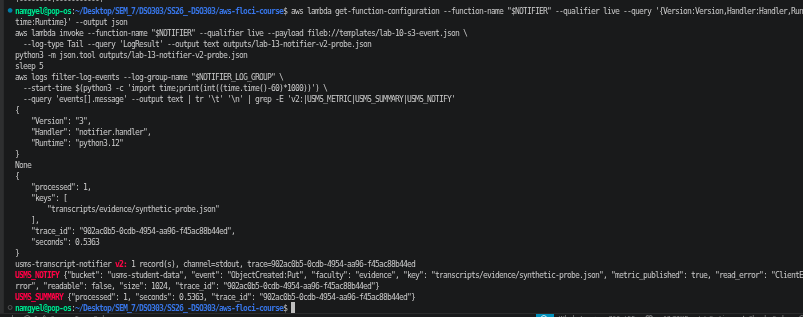 namgyel@pop-os:~/Desktop/SEM_7/DSO303/SS26_-DSO303/aws-floci-course$ aws lambda get-function-configuration --function-name "$NOTIFIER" --qualifier live --query '{Version:Version,Handler:Handler,Run
time:Runtime}' --output json
aws lambda invoke --function-name "$NOTIFIER" --qualifier live --payload fileb://templates/lab-10-s3-event.json \
--log-type Tail --query 'LogResult' --output text outputs/lab-13-notifier-v2-probe.json
python3 -m json.tool outputs/lab-13-notifier-v2-probe.json
sleep 5
aws logs filter-log-events --log-group-name "$NOTIFIER_LOG_GROUP" \
--start-time $(python3 -c 'import time;print(int((time.time()-60)*1000))') \
--query 'events[].message' --output text | tr '\t' '\n' | grep -E 'v2:|USMS_METRIC|USMS_SUMMARY|USMS_NOTIFY'
{
"Version": "3",
"Handler": "notifier.handler",
"Runtime": "python3.12"
}
None
{
"processed": 1,
"keys": [
"transcripts/evidence/synthetic-probe.json"
],
"trace_id": "902ac0b5-0cdb-4954-aa96-f45ac88b44ed",
"seconds": 0.5363
}
usms-transcript-notifier v2: 1 record(s), channel=stdout, trace=902ac0b5-0cdb-4954-aa96-f45ac88b44ed
USMS_NOTIFY {"bucket": "usms-student-data", "event": "ObjectCreated:Put", "faculty": "evidence", "key": "transcripts/evidence/synthetic-probe.json", "metric_published": true, "read_error": "ClientE
rror", "readable": false, "size": 1024, "trace_id": "902ac0b5-0cdb-4954-aa96-f45ac88b44ed"}
USMS_SUMMARY {"processed": 1, "seconds": 0.5363, "trace_id": "902ac0b5-0cdb-4954-aa96-f45ac88b44ed"}
namgyel@pop-os:~/Desktop/SEM_7/DSO303/SS26_-DSO303/aws-floci-course$